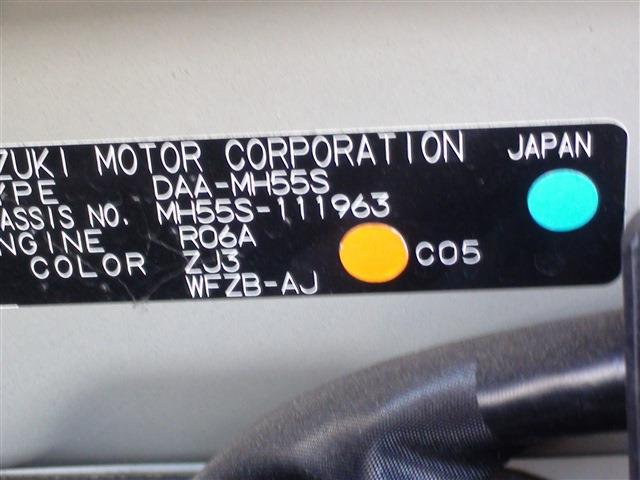 ZUKI MOTOR CORPORATION JAPAN
YPE DAA-MH55S
ASSIS NO. MH55S-111963
NGINE R06A
COLOR ZJ3 C05
WFZB-AJ